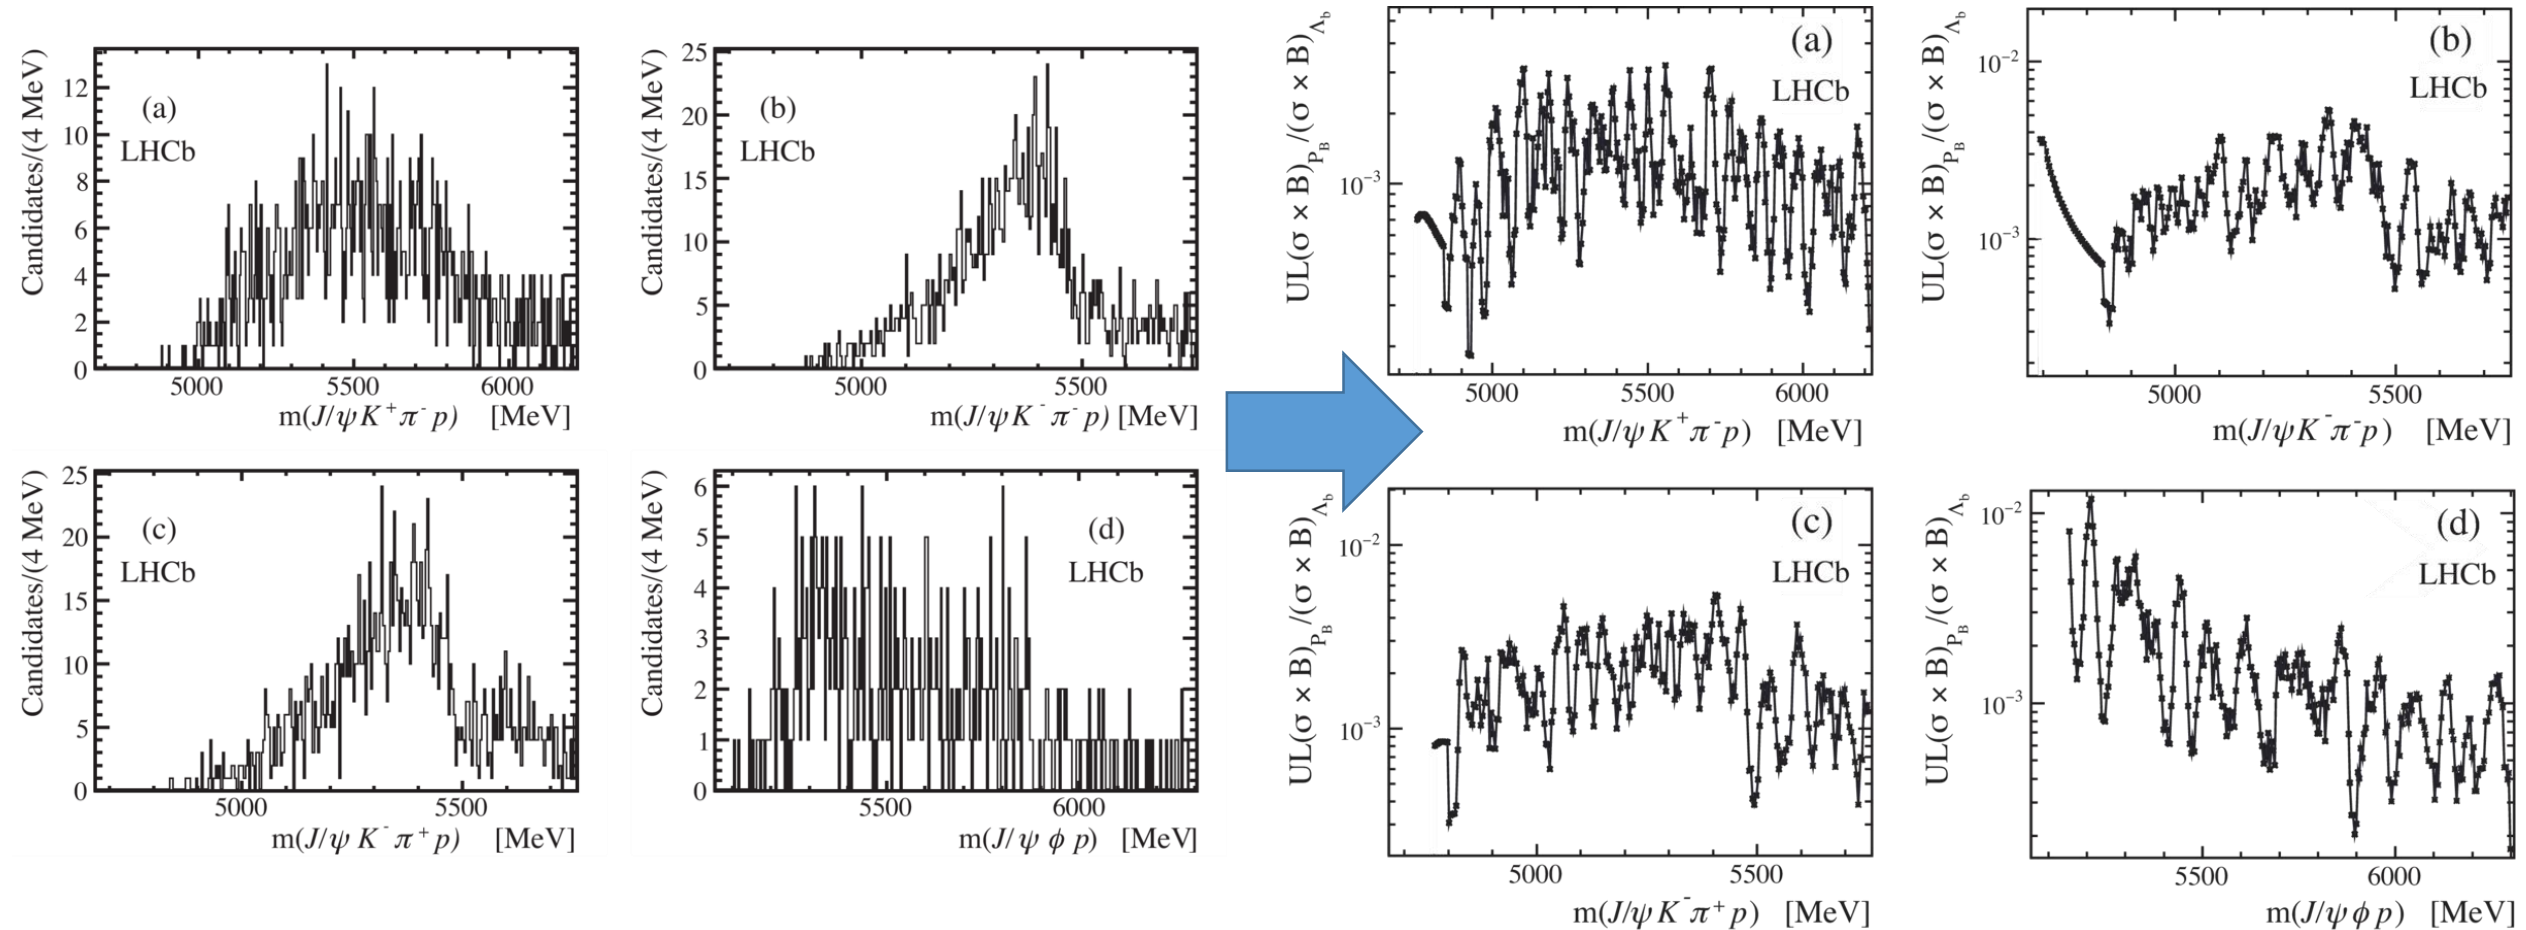 Candidates/(4 MeV)
12
10
8
6
4
2
0
(a)
LHCb
5000 5500 6000
m(J/ψ K⁺ π⁻ p) [MeV]
Candidates/(4 MeV)
25
20
15
10
5
0
(b)
LHCb
5000 5500
m(J/ψ K⁻ π⁻ p) [MeV]
Candidates/(4 MeV)
25
20
15
10
5
0
(c)
LHCb
5000 5500
m(J/ψ K⁻ π⁺ p) [MeV]
Candidates/(4 MeV)
6
5
4
3
2
1
0
(d)
LHCb
5500 6000
m(J/ψ ϕ p) [MeV]
UL(σ × B)_{P_B}/(σ × B)_{Λ_b}
10⁻³
(a)
LHCb
5000 5500 6000
m(J/ψ K⁺ π⁻ p) [MeV]
UL(σ × B)_{P_B}/(σ × B)_{Λ_b}
10⁻²
10⁻³
(b)
LHCb
5000 5500
m(J/ψ K⁻ π⁻ p) [MeV]
UL(σ × B)_{P_B}/(σ × B)_{Λ_b}
10⁻²
10⁻³
(c)
LHCb
5000 5500
m(J/ψ K⁻ π⁺ p) [MeV]
UL(σ × B)_{P_B}/(σ × B)_{Λ_b}
10⁻²
10⁻³
(d)
LHCb
5500 6000
m(J/ψ ϕ p) [MeV]